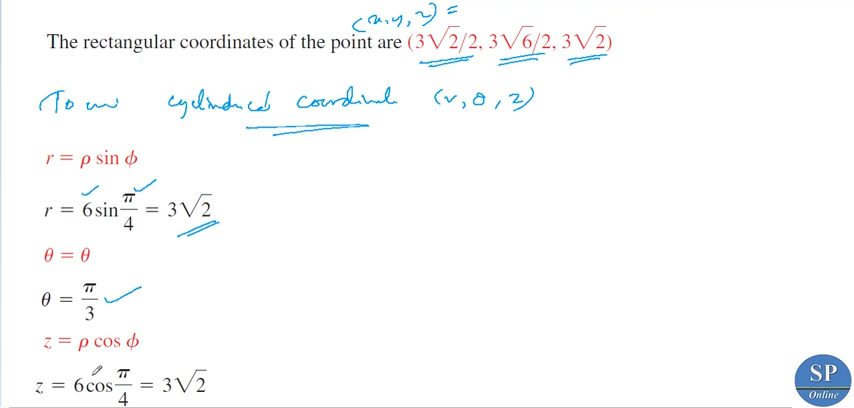 (x, y, z) =
The rectangular coordinates of the point are (3√2/2, 3√6/2, 3√2)
cylindrical coordinate (r, θ, z)
r = ρ sin ϕ
r = 6 sin π/4 = 3√2
θ = θ
θ = π/3
z = ρ cos ϕ
z = 6 cos π/4 = 3√2
SP
Online